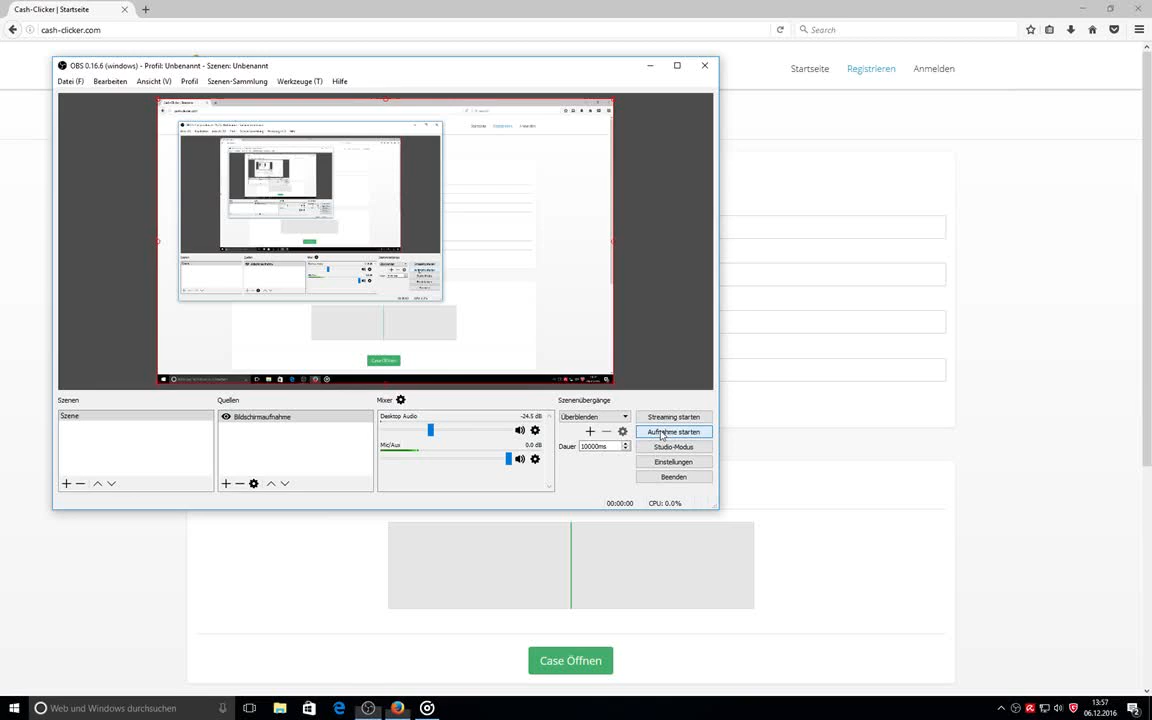 Cash-Clicker | Startseite
cash-clicker.com
Search
Startseite Registrieren Anmelden
OBS 0.16.6 (windows) - Profil: Unbenannt - Szenen: Unbenannt
Datei (F) Bearbeiten Ansicht (V) Profil Szenen-Sammlung Werkzeuge (T) Hilfe
Case Öffnen
Szenen Quellen Mixer Szenenübergänge
Szene
Bildschirmaufnahme
Desktop Audio -24.5 dB
Mic/Aux 0.0 dB
Überblenden
Dauer 10000ms
Streaming starten
Aufnahme starten
Studio-Modus
Einstellungen
Beenden
00:00:00 CPU: 0.0%
Case Öffnen
Web und Windows durchsuchen
13:57
06.12.2016